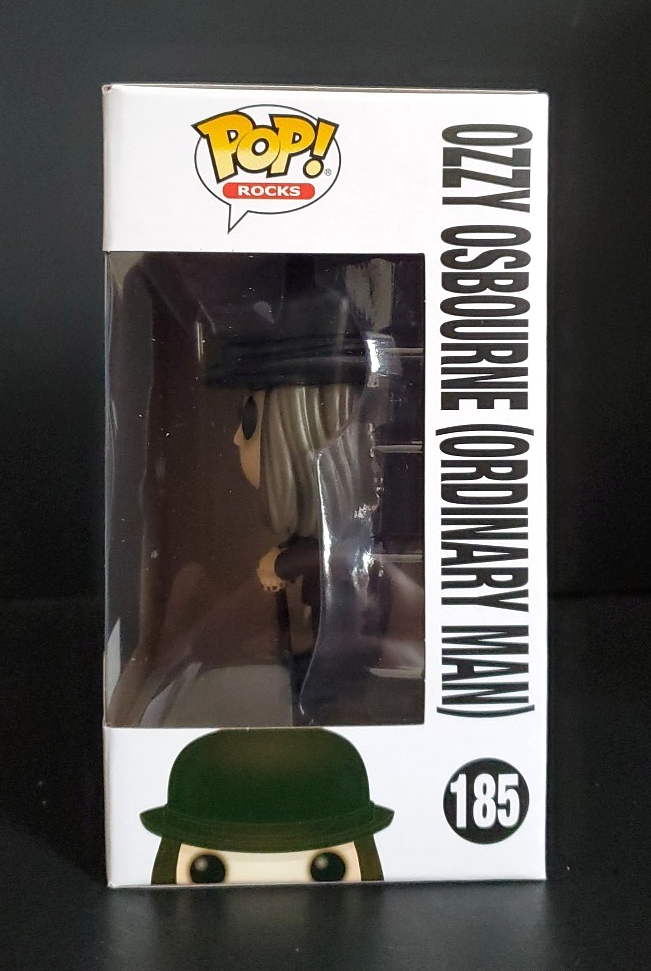 POP!®
ROCKS
OZZY OSBOURNE (ORDINARY MAN)
185